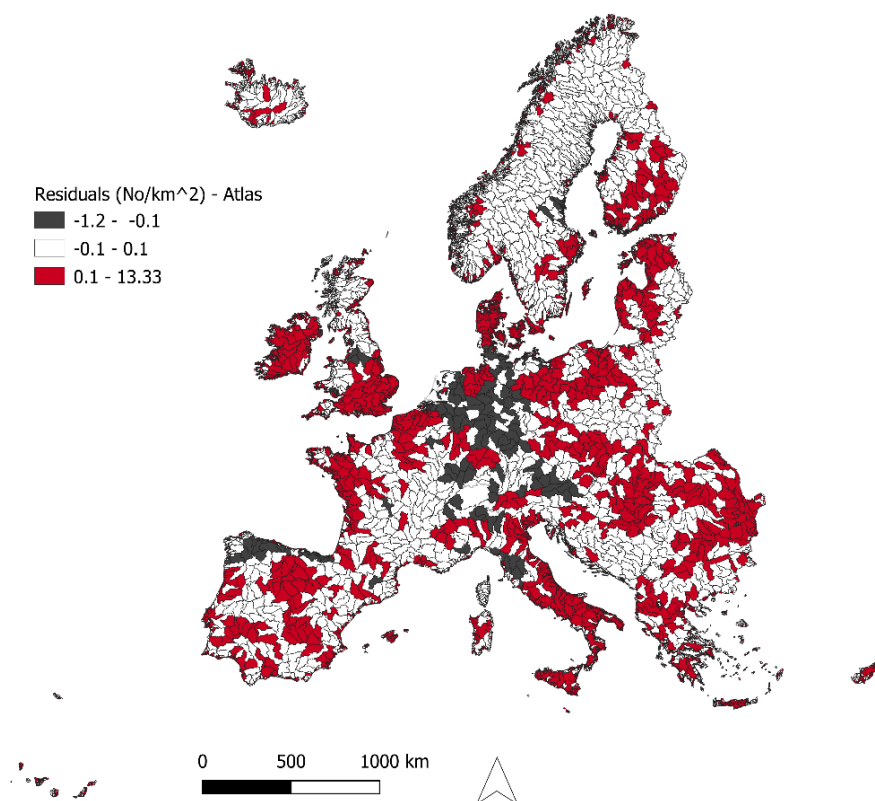 Residuals (No/km^2) - Atlas
-1.2 - -0.1
-0.1 - 0.1
0.1 - 13.33
0 500 1000 km